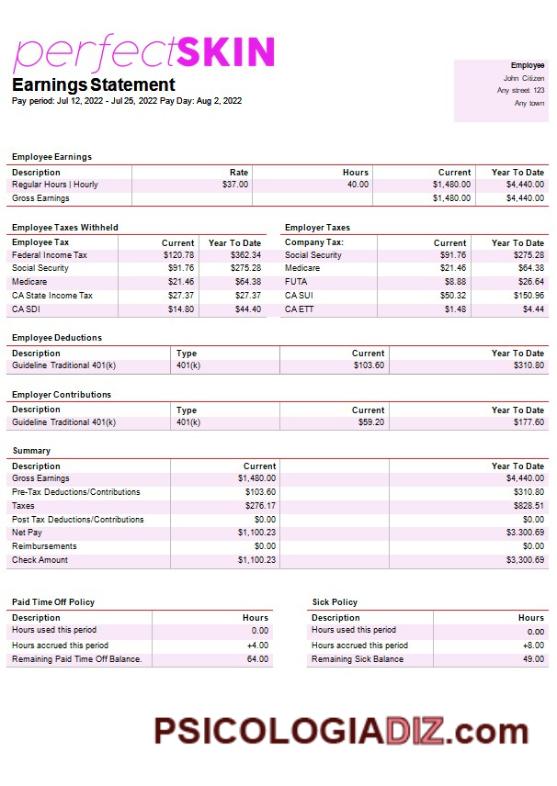 perfectSKIN
Earnings Statement
Pay period: Jul 12, 2022 - Jul 25, 2022 Pay Day: Aug 2, 2022
Employee
John Citizen
Any street 123
Any town
Employee Earnings
Description Rate Hours Current Year To Date
Regular Hours | Hourly $37.00 40.00 $1,480.00 $4,440.00
Gross Earnings $1,480.00 $4,440.00
Employee Taxes Withheld Employer Taxes
Employee Tax Current Year To Date Company Tax: Current Year To Date
Federal Income Tax $120.78 $362.34 Social Security $91.76 $275.28
Social Security $91.76 $275.28 Medicare $21.46 $64.38
Medicare $21.46 $64.38 FUTA $8.88 $26.64
CA State Income Tax $27.37 $27.37 CA SUI $50.32 $150.96
CA SDI $14.80 $44.40 CA ETT $1.48 $4.44
Employee Deductions
Description Type Current Year To Date
Guideline Traditional 401(k) 401(k) $103.60 $310.80
Employer Contributions
Description Type Current Year To Date
Guideline Traditional 401(k) 401(k) $59.20 $177.60
Summary
Description Current Year To Date
Gross Earnings $1,480.00 $4,440.00
Pre-Tax Deductions/Contributions $103.60 $310.80
Taxes $276.17 $828.51
Post Tax Deductions/Contributions $0.00 $0.00
Net Pay $1,100.23 $3.300.69
Reimbursements $0.00 $0.00
Check Amount $1,100.23 $3,300.69
Paid Time Off Policy Sick Policy
Description Hours Description Hours
Hours used this period 0.00 Hours used this period 0.00
Hours accrued this period +4.00 Hours accrued this period +8.00
Remaining Paid Time Off Balance. 64.00 Remaining Sick Balance 49.00
PSICOLOGIADIZ.com